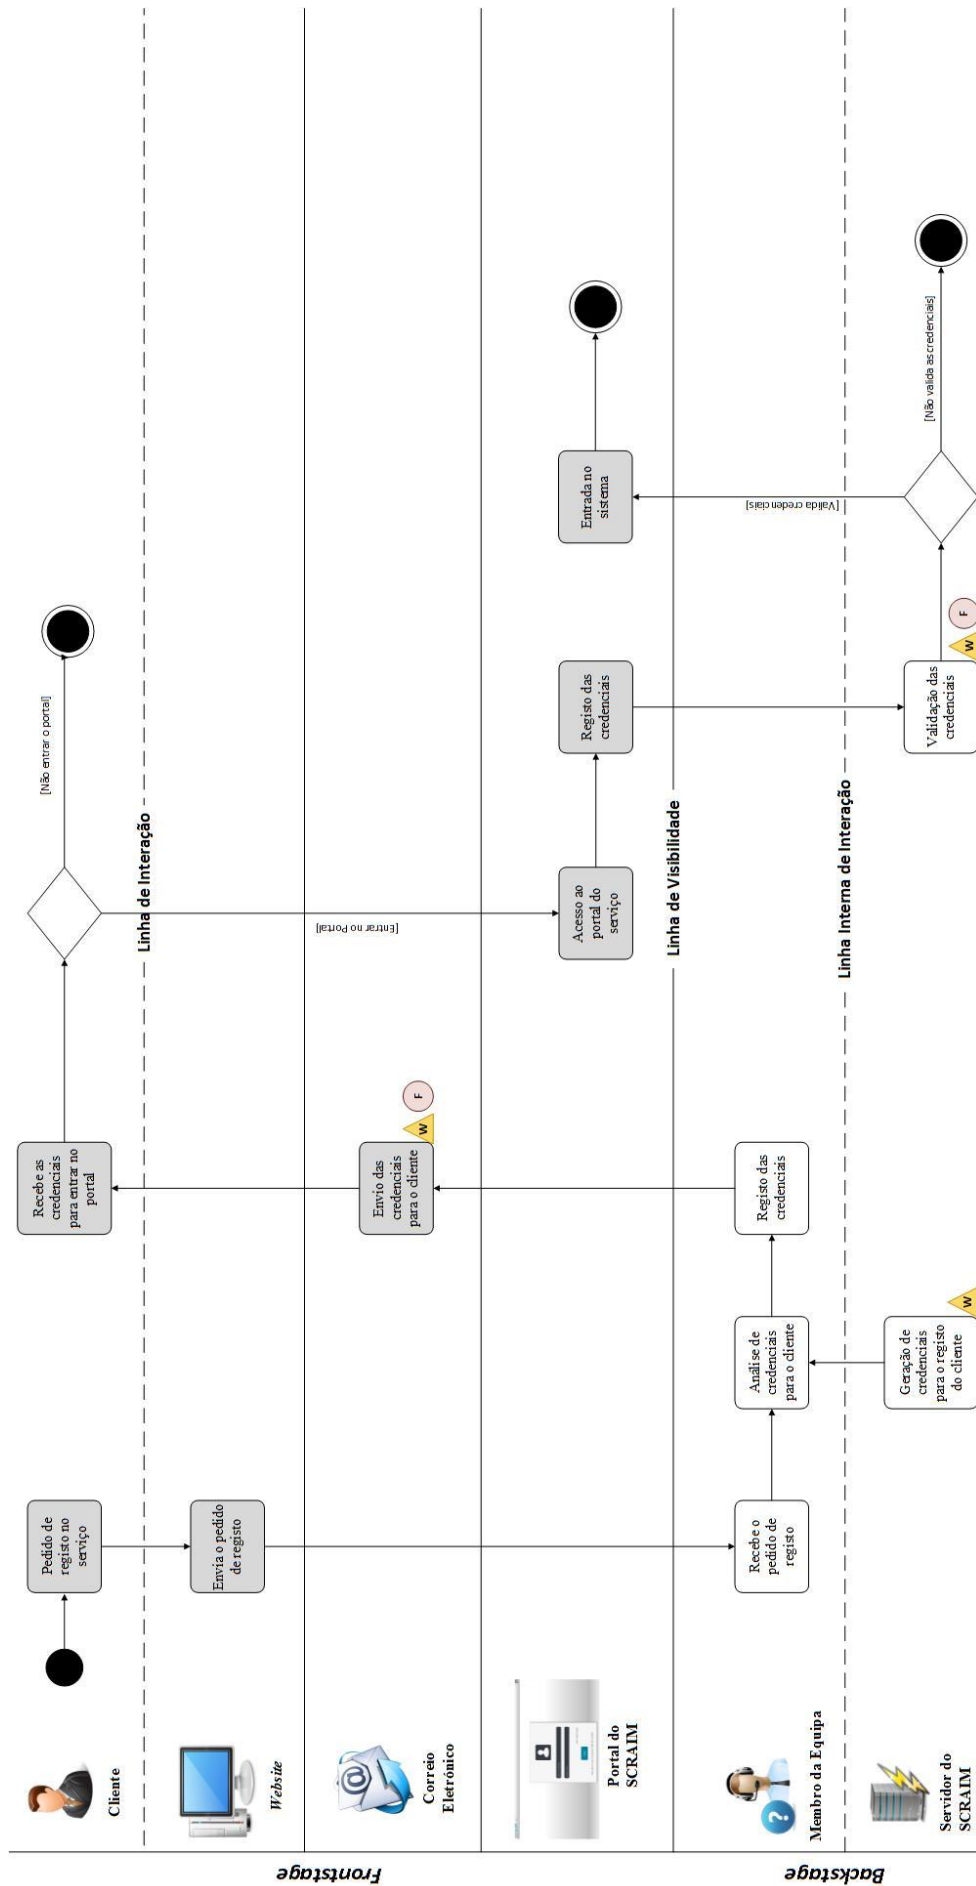 Cliente
Pedido de
registo no
serviço
Recebe as
credenciais
para entrar no
portal
[Não entrar o portal]
Linha de Interação
Website
Envia o pedido
de registo
[Entrar no Portal]
Correio
Eletrónico
@
Envio das
credenciais
para o cliente
W
F
Portal do
SCRAIM
Acesso ao
portal do
serviço
Registo das
credenciais
Entrada no
sistema
Linha de Visibilidade
Membro da Equipa
?
Recebe o
pedido de
registo
Análise de
credenciais
para o cliente
Registo das
credenciais
[Valida credenciais]
Linha Interna de Interação
Servidor do
SCRAIM
Geração de
credenciais
para o registo
do cliente
W
Validação das
credenciais
W
F
[Não valida as credenciais]
Frontstage
Backstage